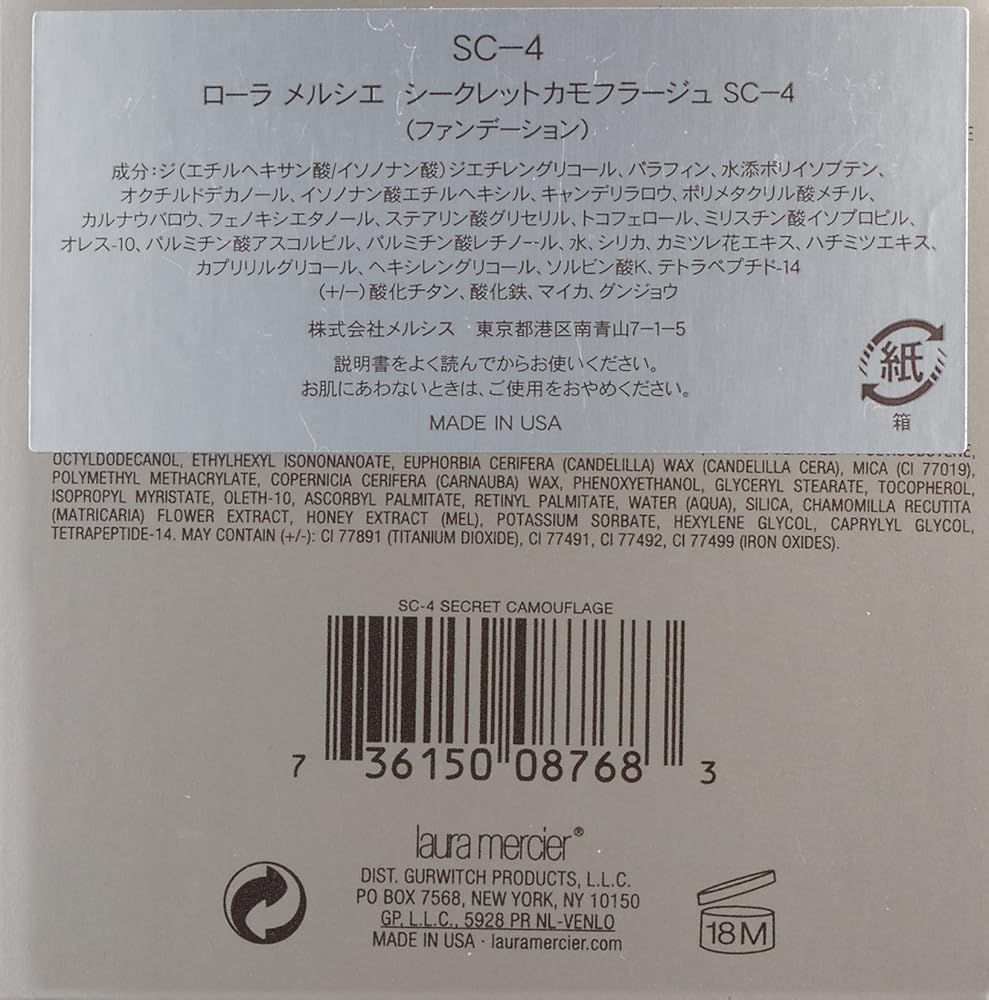 SC-4
ローラ メルシエ シークレットカモフラージュ SC-4
(ファンデーション)
成分:ジ(エチルヘキサン酸/イソノナン酸)ジエチレングリコール、パラフィン、水添ポリイソブテン、
オクチルドデカノール、イソノナン酸エチルヘキシル、キャンデリラロウ、ポリメタクリル酸メチル、
カルナウバロウ、フェノキシエタノール、ステアリン酸グリセリル、トコフェロール、ミリスチン酸イソプロピル、
オレス-10、パルミチン酸アスコルビル、パルミチン酸レチノール、水、シリカ、カミツレ花エキス、ハチミツエキス、
カプリリルグリコール、ヘキシレングリコール、ソルビン酸K、テトラペプチド-14
(+/-)酸化チタン、酸化鉄、マイカ、グンジョウ
株式会社メルシス 東京都港区南青山7-1-5
説明書をよく読んでからお使いください。
お肌にあわないときは、ご使用をおやめください。
MADE IN USA
紙
箱
OCTYLDODECANOL, ETHYLHEXYL ISONONANOATE, EUPHORBIA CERIFERA (CANDELILLA) WAX (CANDELILLA CERA), MICA (CI 77019),
POLYMETHYL METHACRYLATE, COPERNICIA CERIFERA (CARNAUBA) WAX, PHENOXYETHANOL, GLYCERYL STEARATE, TOCOPHEROL,
ISOPROPYL MYRISTATE, OLETH-10, ASCORBYL PALMITATE, RETINYL PALMITATE, WATER (AQUA), SILICA, CHAMOMILLA RECUTITA
(MATRICARIA) FLOWER EXTRACT, HONEY EXTRACT (MEL), POTASSIUM SORBATE, HEXYLENE GLYCOL, CAPRYLYL GLYCOL,
TETRAPEPTIDE-14. MAY CONTAIN (+/-): CI 77891 (TITANIUM DIOXIDE), CI 77491, CI 77492, CI 77499 (IRON OXIDES).
SC-4 SECRET CAMOUFLAGE
7 36150 08768 3
laura mercier®
DIST. GURWITCH PRODUCTS, L.L.C.
PO BOX 7568, NEW YORK, NY 10150
GP, L.L.C., 5928 PR NL-VENLO
MADE IN USA · lauramercier.com
18M